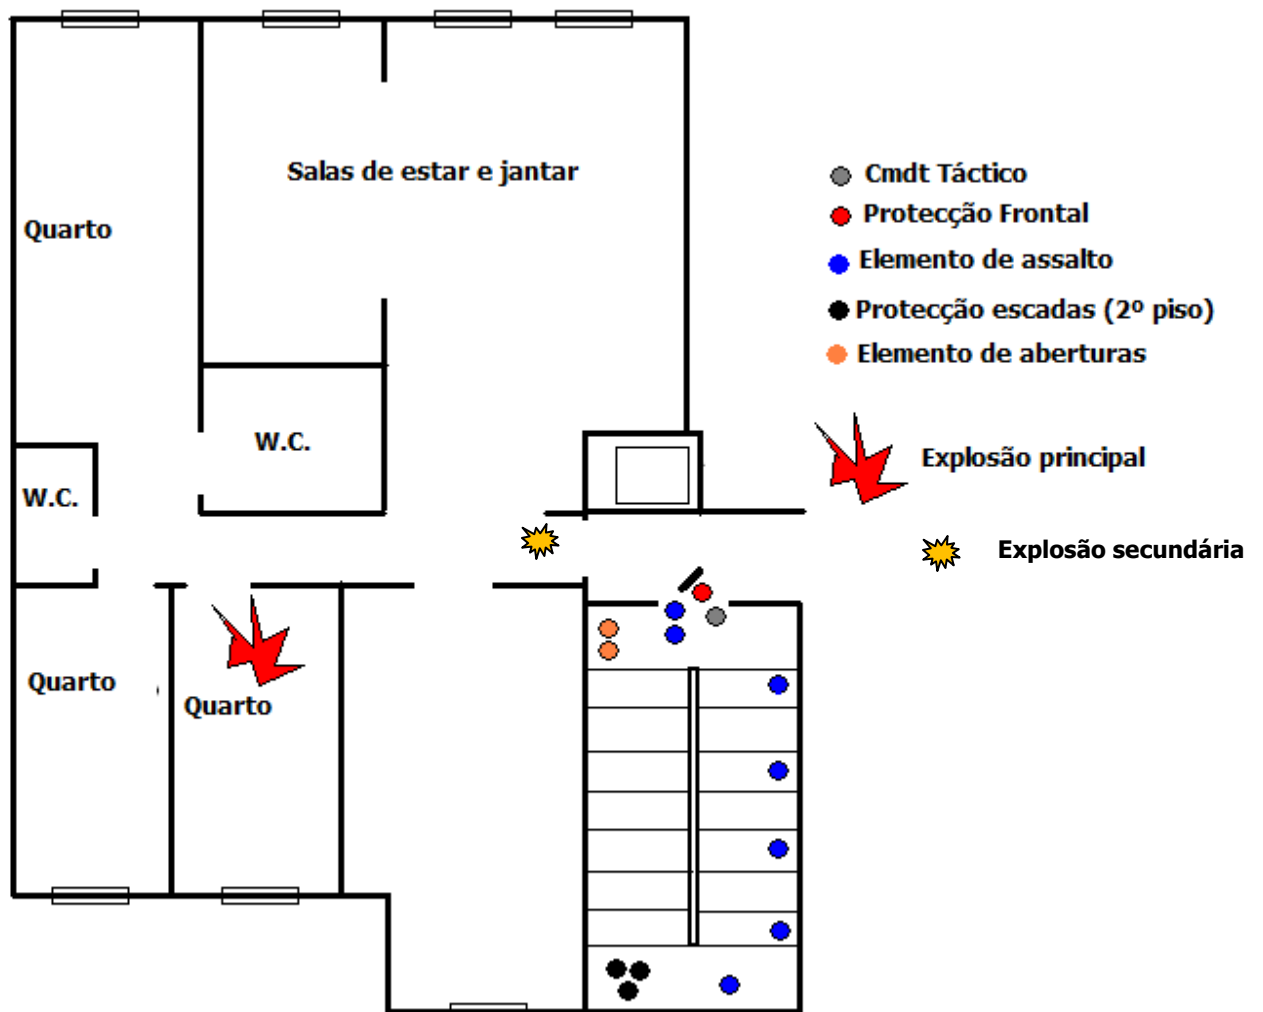 Salas de estar e jantar
Quarto
W.C.
W.C.
Quarto
Quarto
Cmdt Táctico
Protecção Frontal
Elemento de assalto
Protecção escadas (2º piso)
Elemento de aberturas
Explosão principal
Explosão secundária